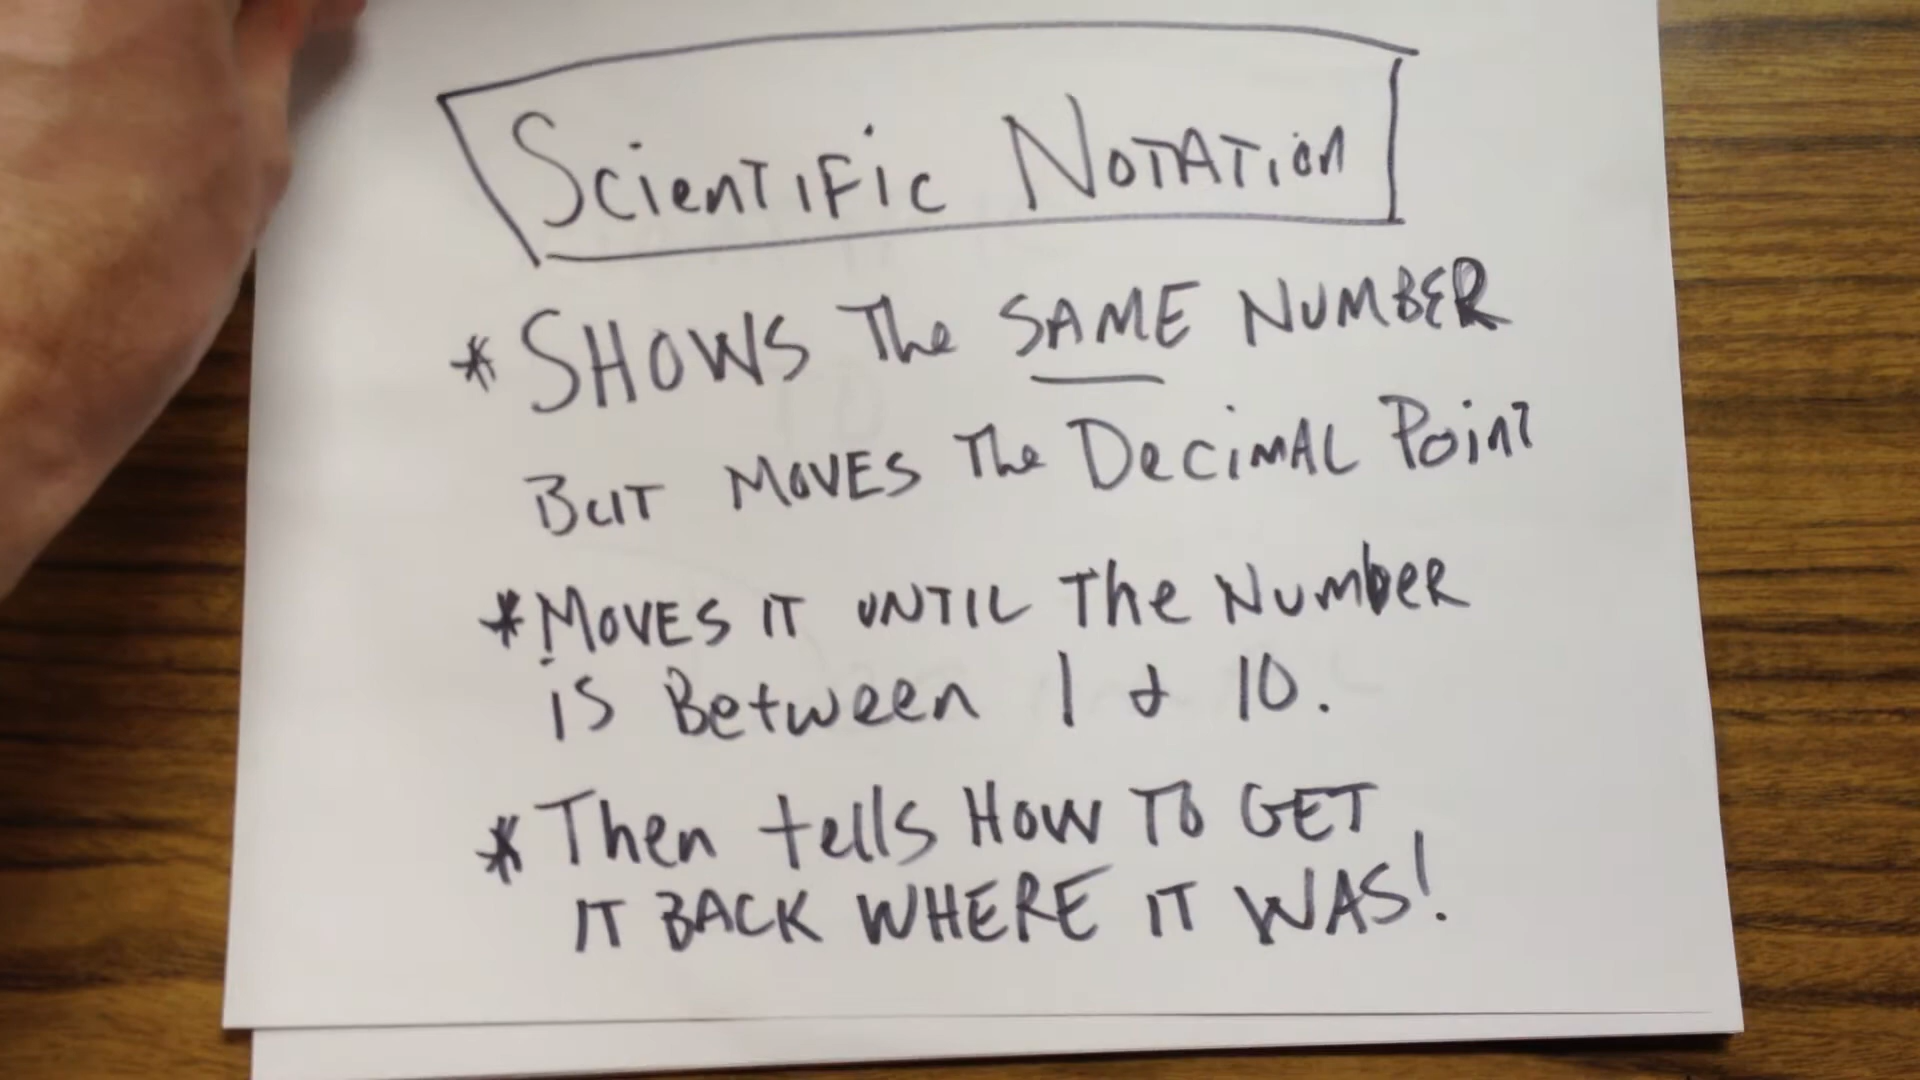 Scientific Notation
* SHOWS The SAME NUMBER
But MOVES The Decimal Point
* Moves it until The Number
is Between 1 & 10.
* Then tells How To GET
IT BACK WHERE IT WAS!